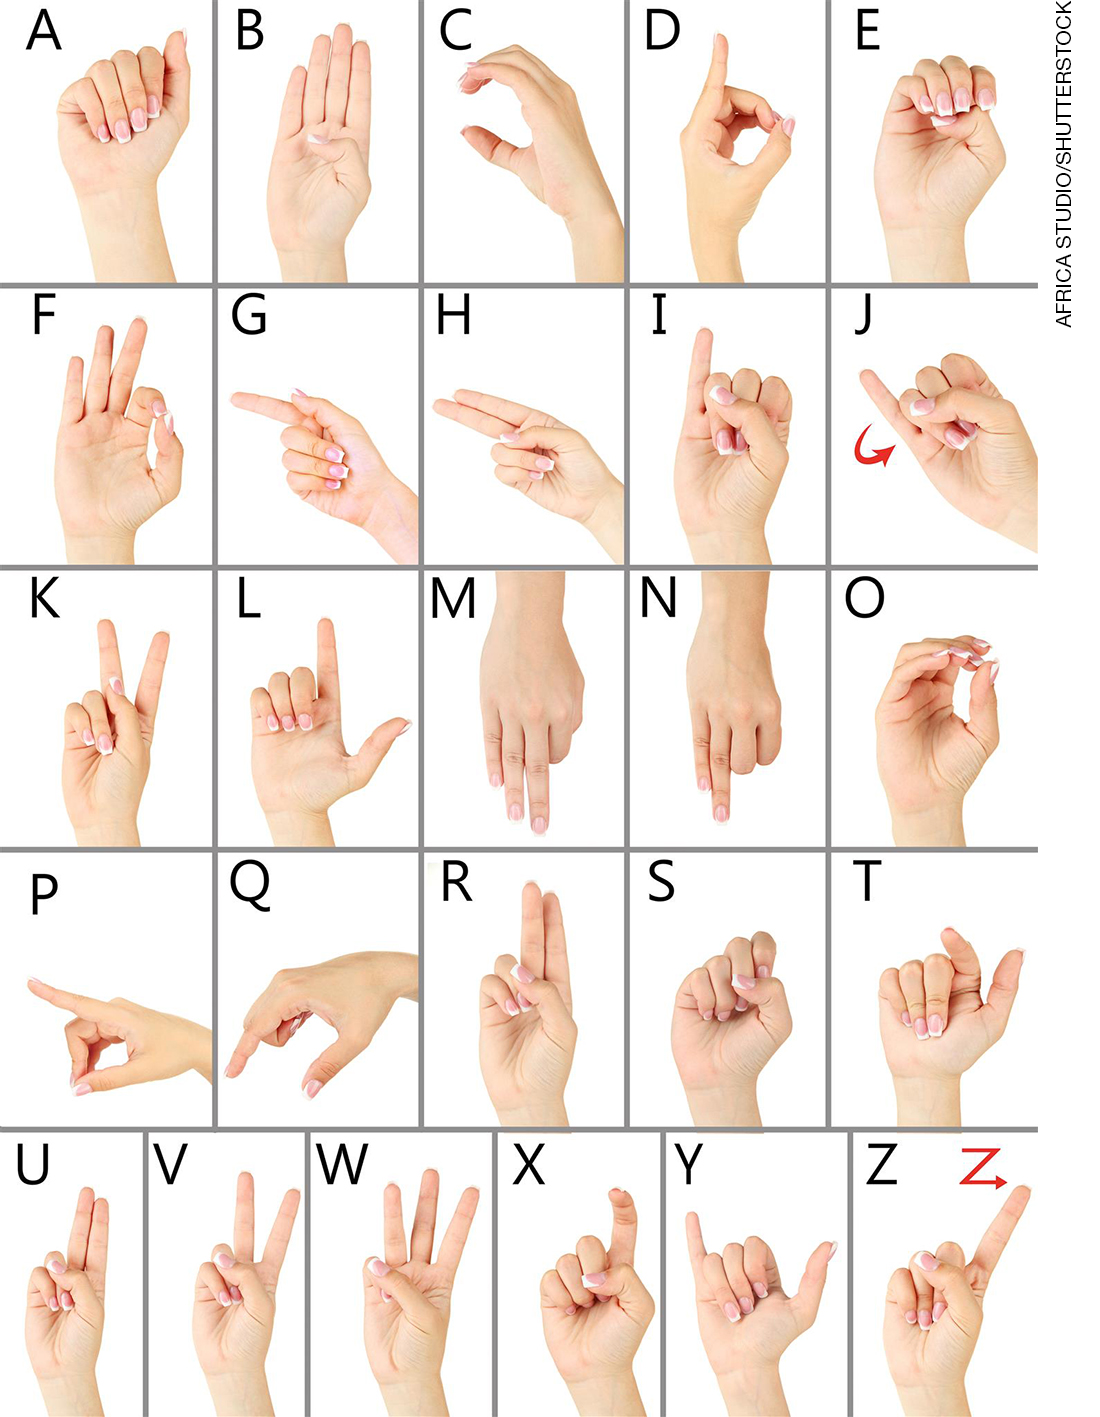 A B C D E
F G H I J
K L M N O
P Q R S T
U V W X Y Z
AFRICA STUDIO/SHUTTERSTOCK